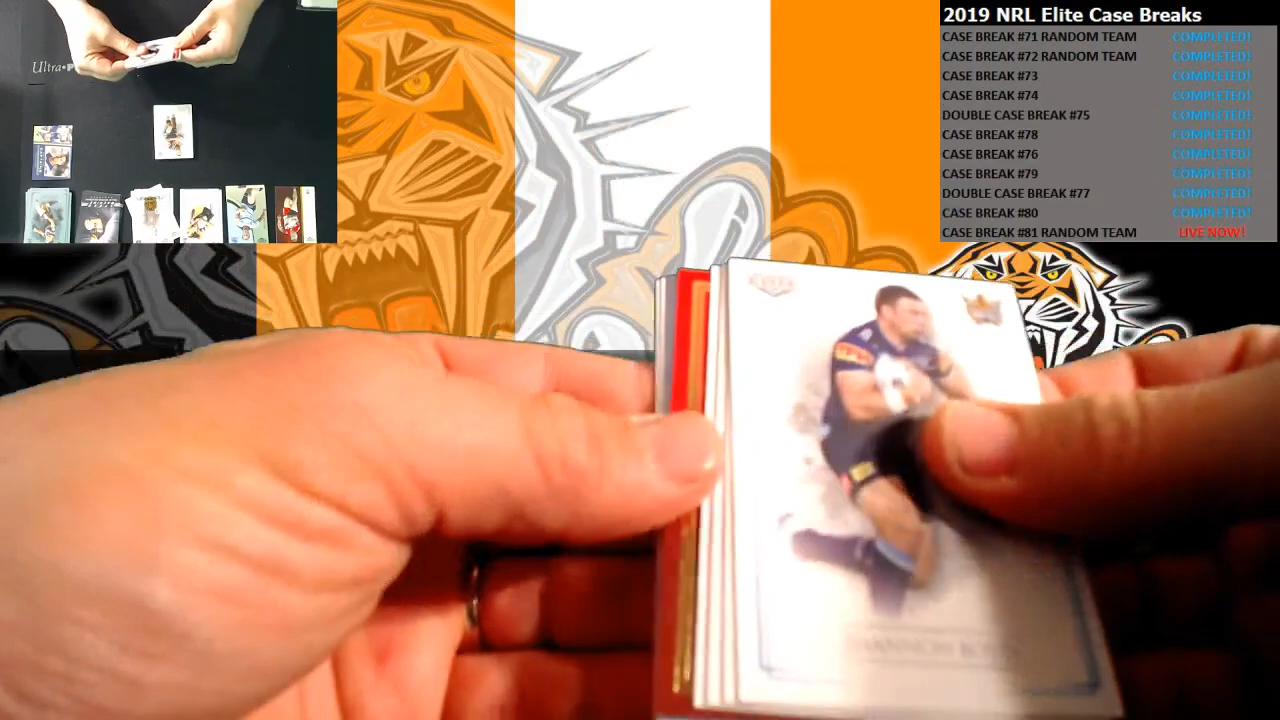 2019 NRL Elite Case Breaks
CASE BREAK #71 RANDOM TEAM COMPLETED!
CASE BREAK #72 RANDOM TEAM COMPLETED!
CASE BREAK #73 COMPLETED!
CASE BREAK #74 COMPLETED!
DOUBLE CASE BREAK #75 COMPLETED!
CASE BREAK #78 COMPLETED!
CASE BREAK #76 COMPLETED!
CASE BREAK #79 COMPLETED!
DOUBLE CASE BREAK #77 COMPLETED!
CASE BREAK #80 COMPLETED!
CASE BREAK #81 RANDOM TEAM LIVE NOW!